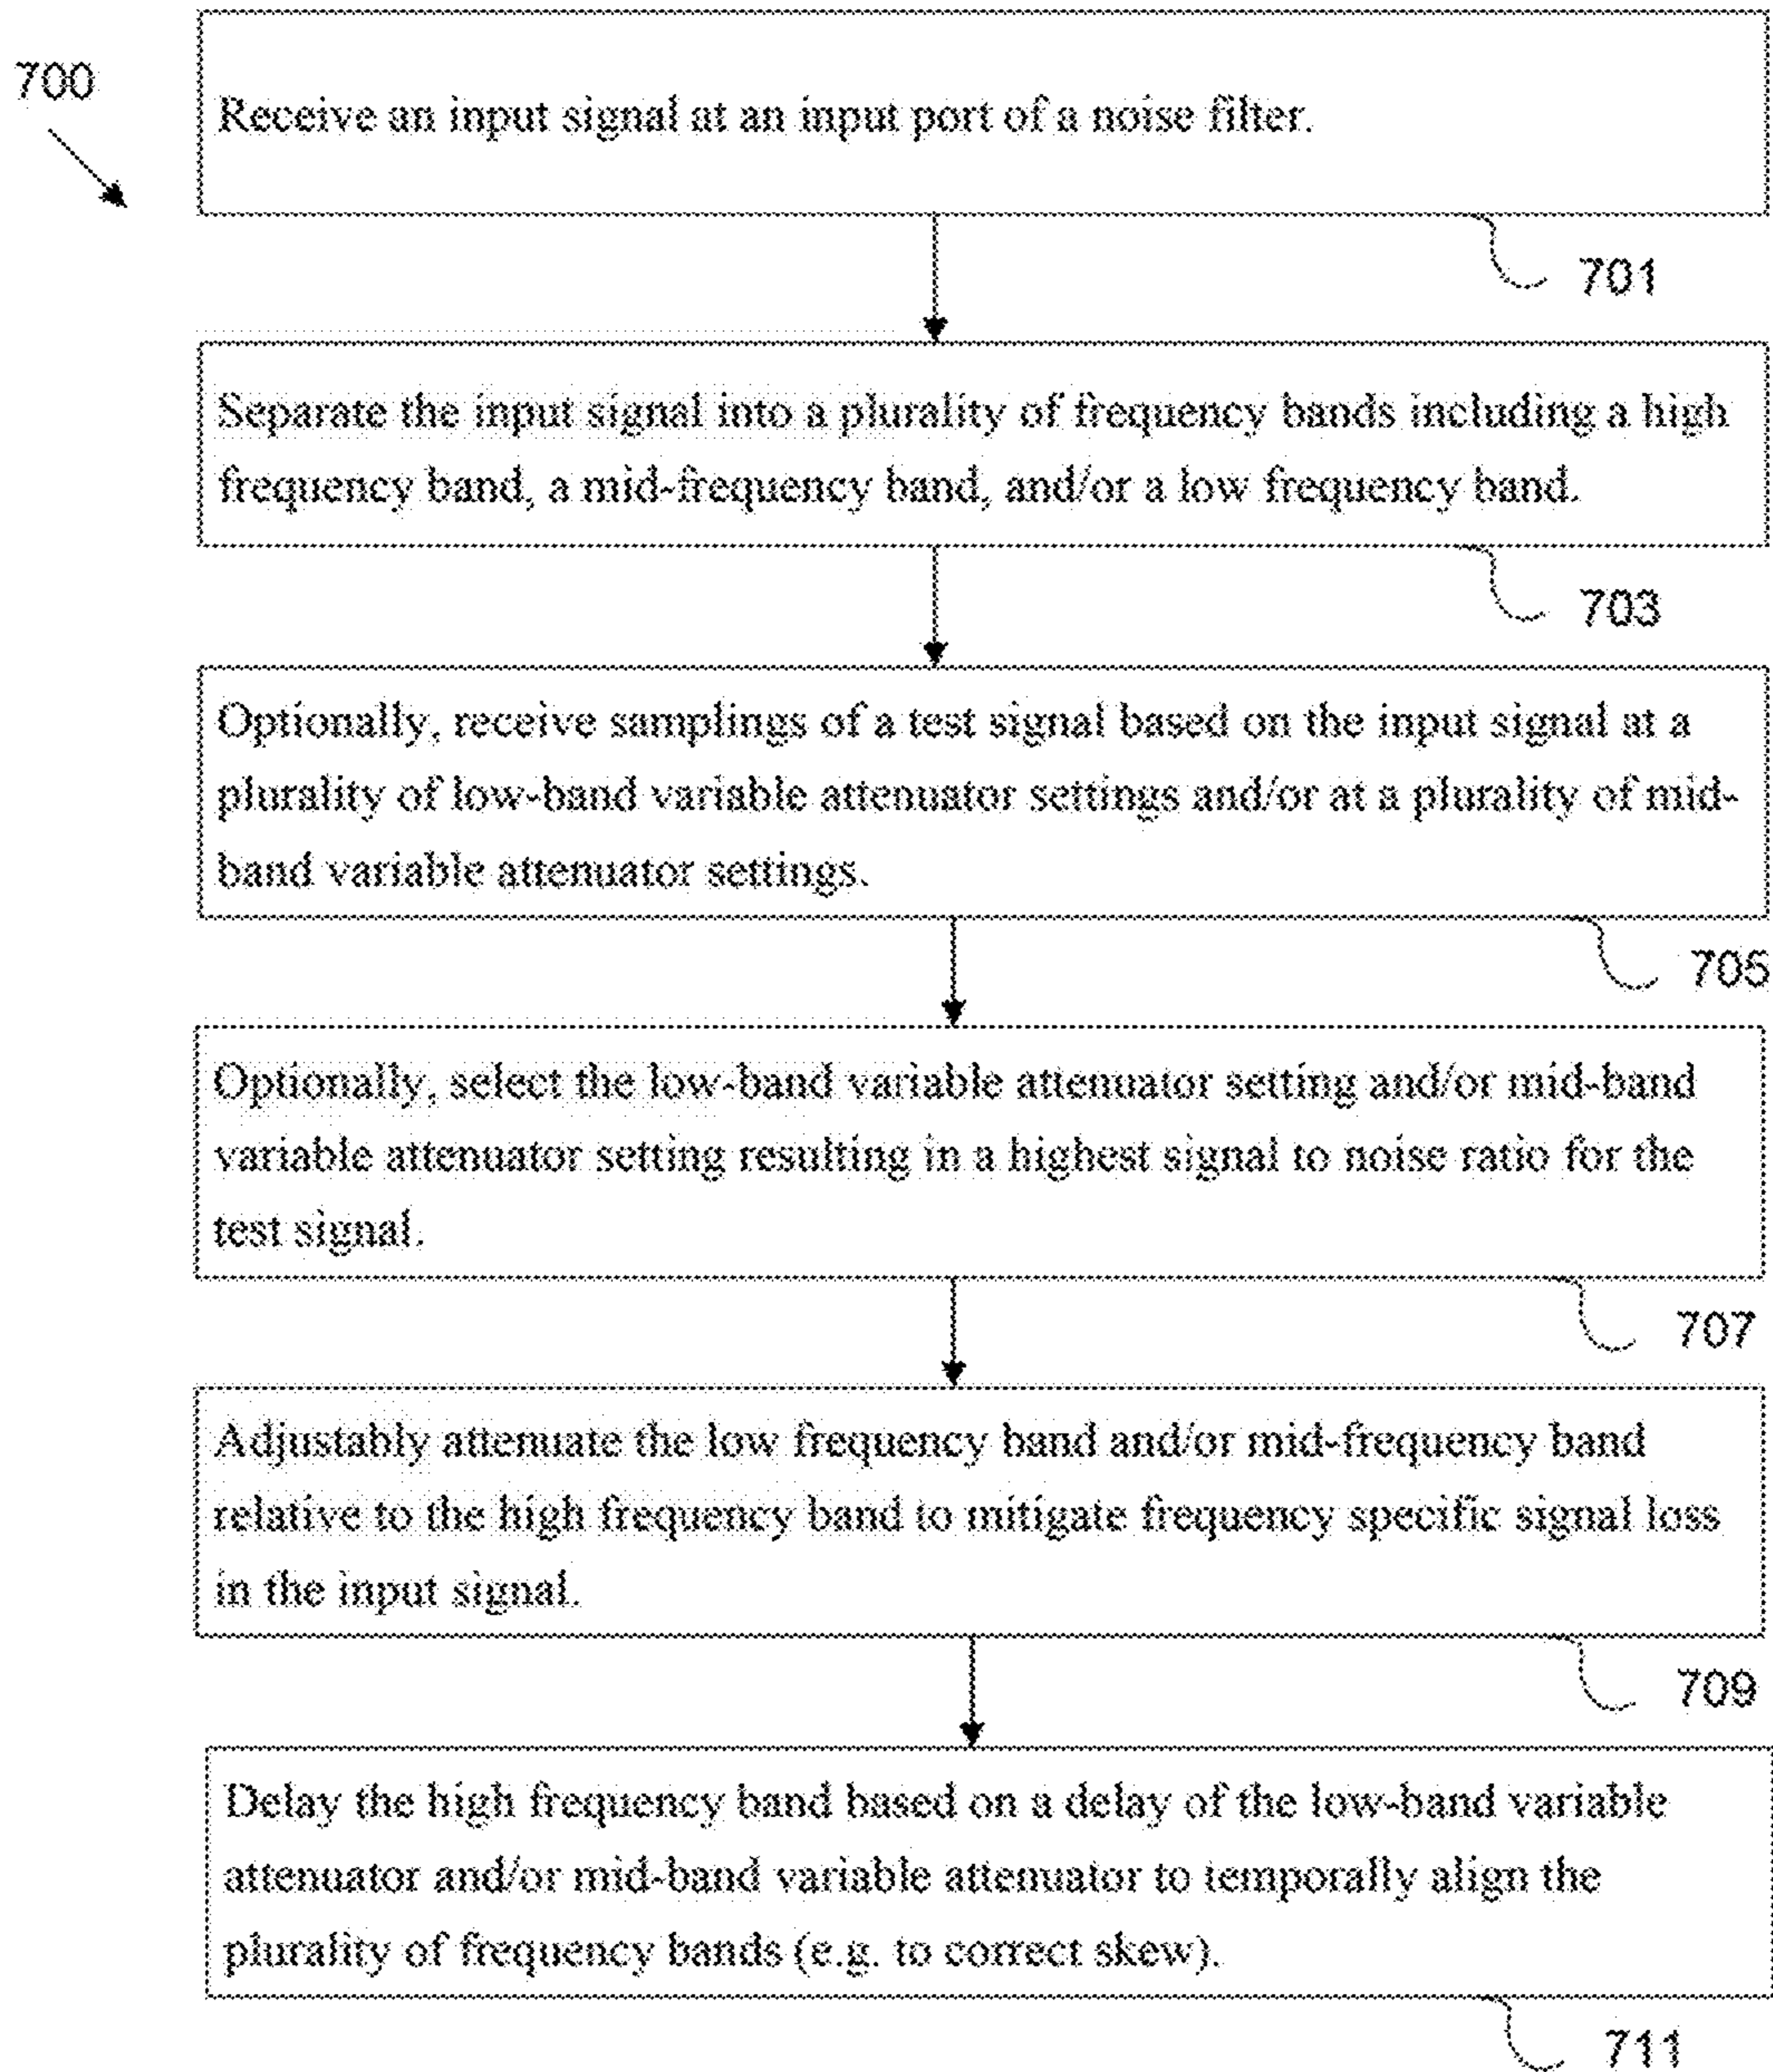 700
Receive an input signal at an input port of a noise filter.
701
Separate the input signal into a plurality of frequency bands including a high
frequency band, a mid-frequency band, and/or a low frequency band.
703
Optionally, receive samplings of a test signal based on the input signal at a
plurality of low-band variable attenuator settings and/or at a plurality of mid-
band variable attenuator settings.
705
Optionally, select the low-band variable attenuator setting and/or mid-band
variable attenuator setting resulting in a highest signal to noise ratio for the
test signal.
707
Adjustably attenuate the low frequency band and/or mid-frequency band
relative to the high frequency band to mitigate frequency specific signal loss
in the input signal.
709
Delay the high frequency band based on a delay of the low-band variable
attenuator and/or mid-band variable attenuator to temporally align the
plurality of frequency bands (e.g. to correct skew).
711